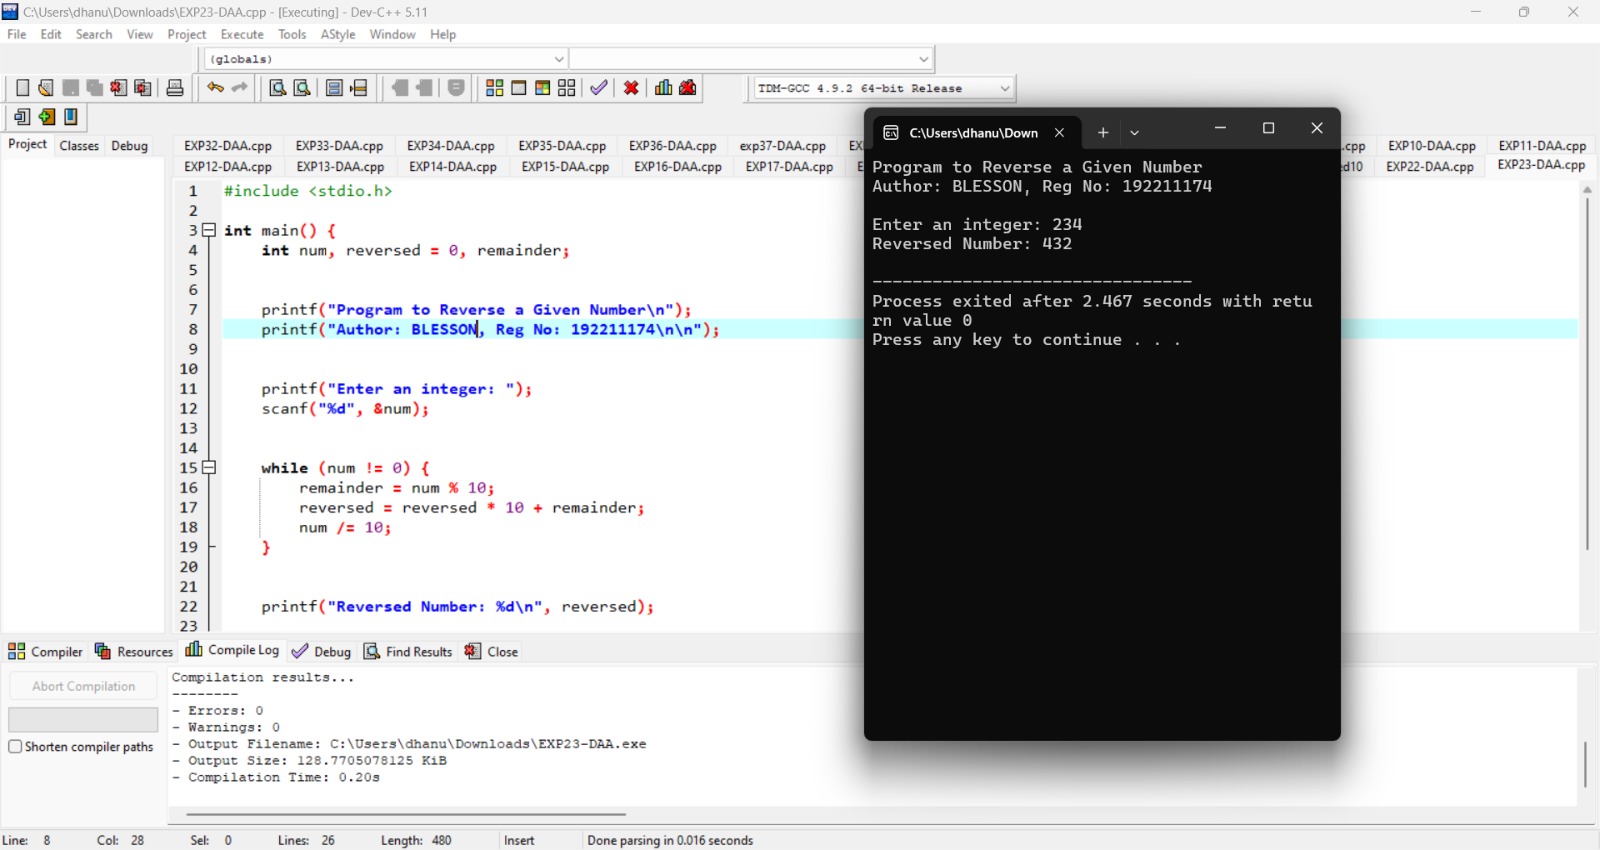 C:\Users\dhanu\Downloads\EXP23-DAA.cpp - [Executing] - Dev-C++ 5.11
File Edit Search View Project Execute Tools AStyle Window Help
(globals)
TDM-GCC 4.9.2 64-bit Release
Project Classes Debug
EXP32-DAA.cpp EXP33-DAA.cpp EXP34-DAA.cpp EXP35-DAA.cpp EXP36-DAA.cpp exp37-DAA.cpp EX .cpp EXP10-DAA.cpp EXP11-DAA.cpp
EXP12-DAA.cpp EXP13-DAA.cpp EXP14-DAA.cpp EXP15-DAA.cpp EXP16-DAA.cpp EXP17-DAA.cpp E ed10 EXP22-DAA.cpp EXP23-DAA.cpp
1 #include <stdio.h>
2
3 int main() {
4 int num, reversed = 0, remainder;
5
6
7 printf("Program to Reverse a Given Number\n");
8 printf("Author: BLESSON, Reg No: 192211174\n\n");
9
10
11 printf("Enter an integer: ");
12 scanf("%d", &num);
13
14
15 while (num != 0) {
16 remainder = num % 10;
17 reversed = reversed * 10 + remainder;
18 num /= 10;
19 }
20
21
22 printf("Reversed Number: %d\n", reversed);
23
C:\Users\dhanu\Down
Program to Reverse a Given Number
Author: BLESSON, Reg No: 192211174
Enter an integer: 234
Reversed Number: 432
--------------------------------
Process exited after 2.467 seconds with retu
rn value 0
Press any key to continue . . .
Compiler Resources Compile Log Debug Find Results Close
Abort Compilation
Shorten compiler paths
Compilation results...
--------
- Errors: 0
- Warnings: 0
- Output Filename: C:\Users\dhanu\Downloads\EXP23-DAA.exe
- Output Size: 128.7705078125 KiB
- Compilation Time: 0.20s
Line: 8 Col: 28 Sel: 0 Lines: 26 Length: 480 Insert Done parsing in 0.016 seconds